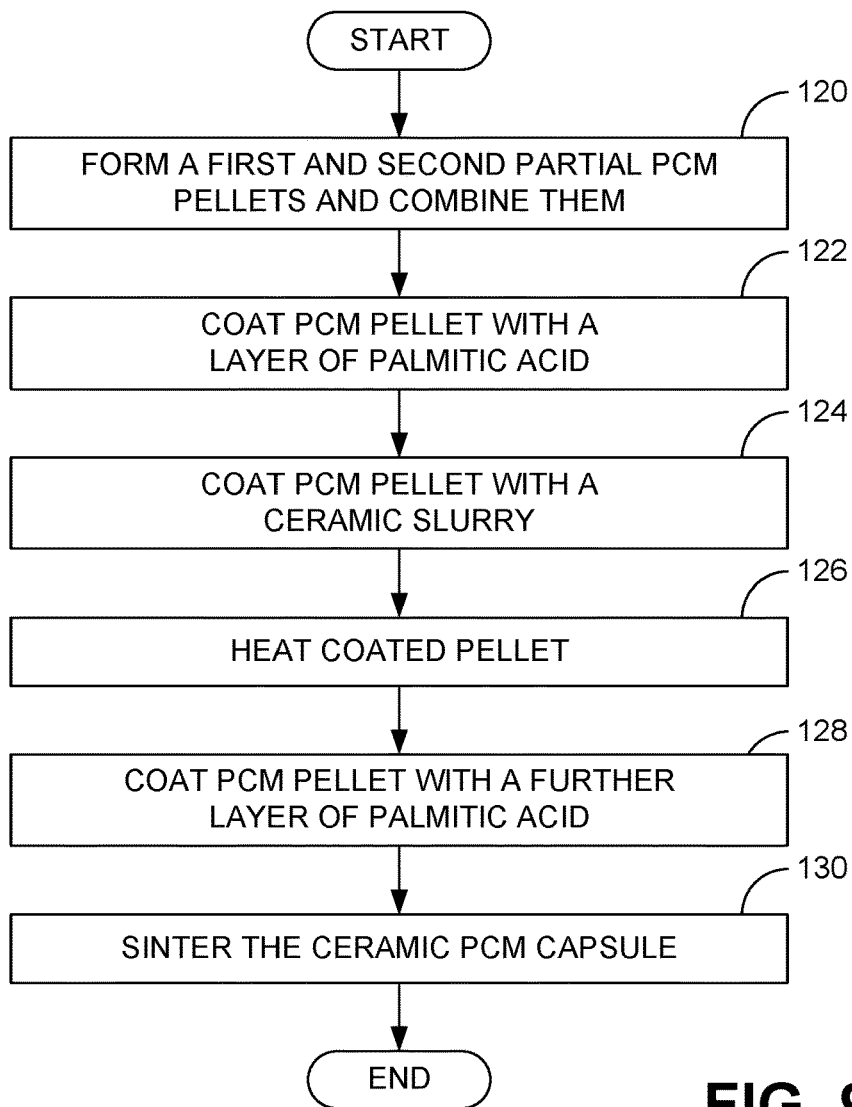 START
120
FORM A FIRST AND SECOND PARTIAL PCM
PELLETS AND COMBINE THEM
122
COAT PCM PELLET WITH A
LAYER OF PALMITIC ACID
124
COAT PCM PELLET WITH A
CERAMIC SLURRY
126
HEAT COATED PELLET
128
COAT PCM PELLET WITH A FURTHER
LAYER OF PALMITIC ACID
130
SINTER THE CERAMIC PCM CAPSULE
END
FIG.